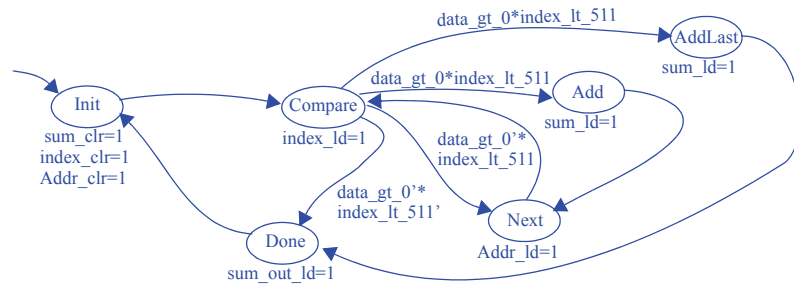 data_gt_0*index_lt_511
AddLast
sum_ld=1
data_gt_0*index_lt_511
Init
Compare
Add
sum_clr=1
index_clr=1
Addr_clr=1
index_ld=1
sum_ld=1
data_gt_0’*
index_lt_511
data_gt_0’*
index_lt_511’
Next
Addr_ld=1
Done
sum_out_ld=1